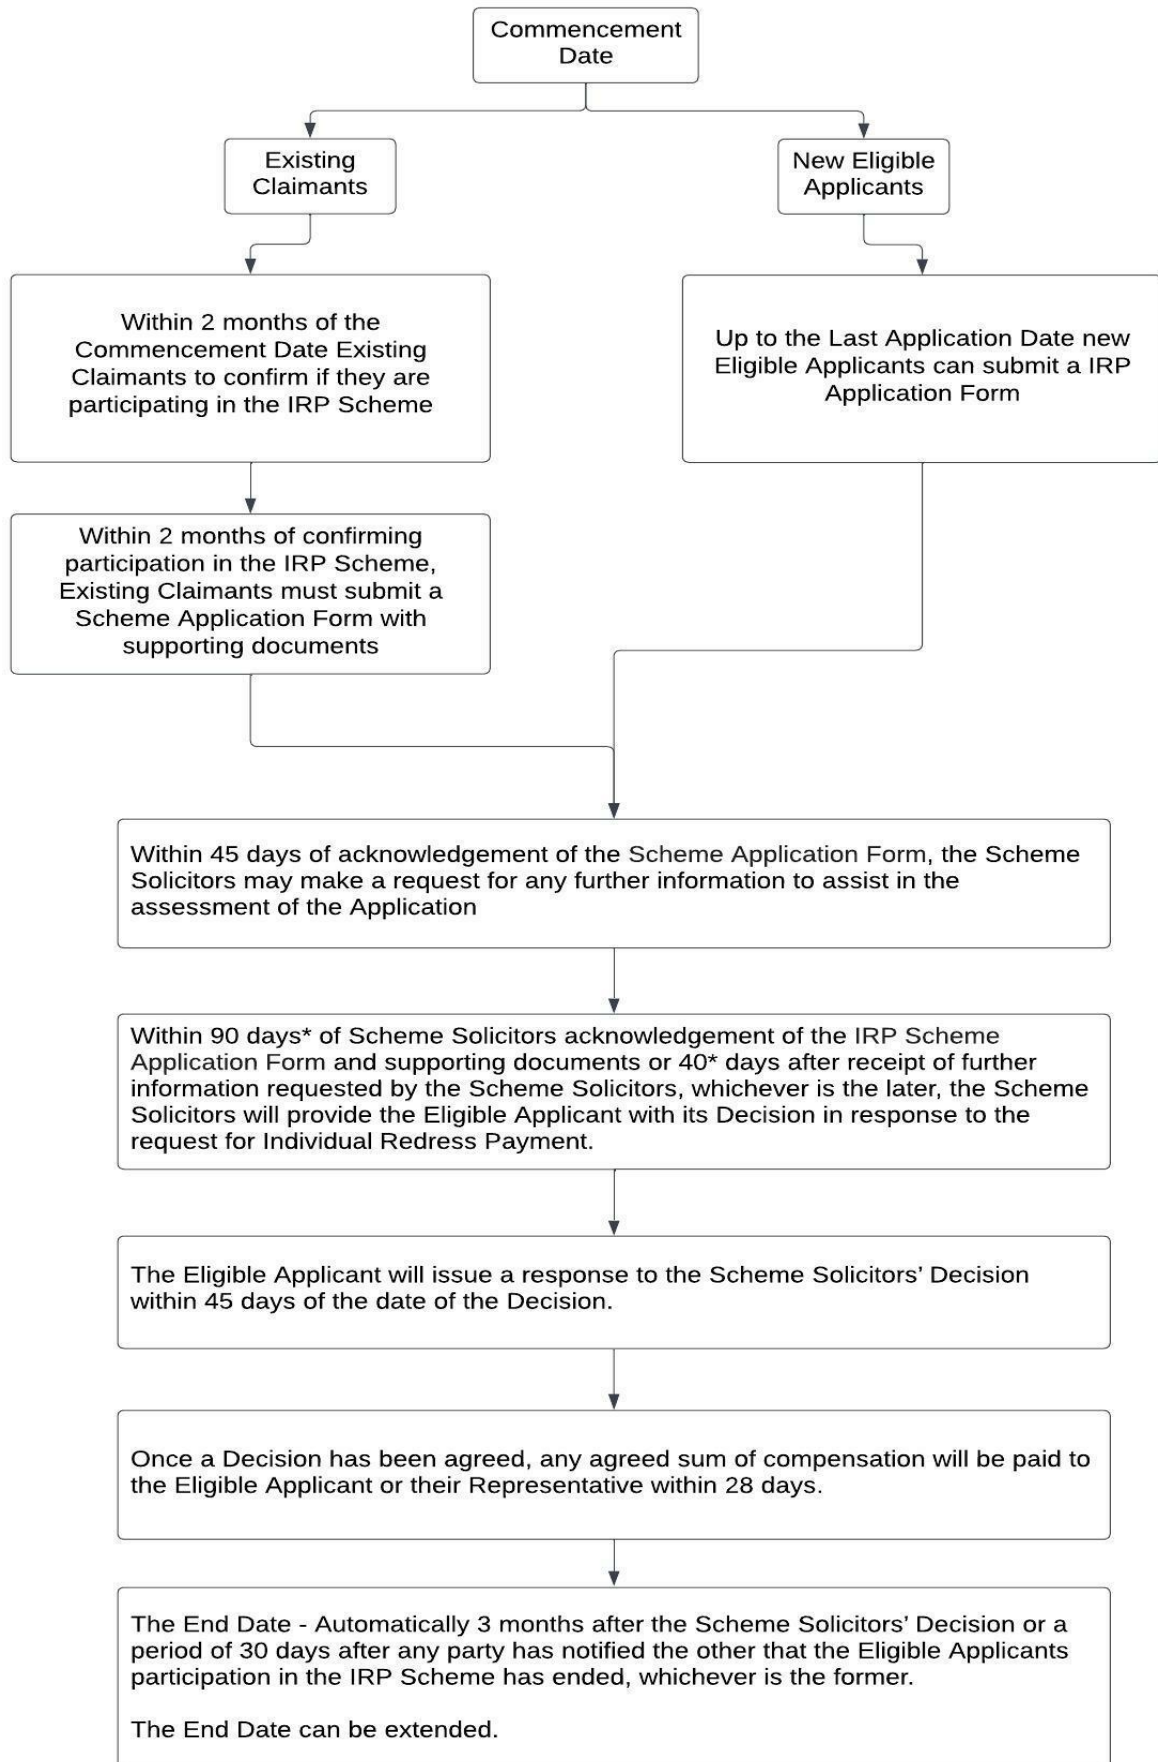 Commencement
Date
Existing
Claimants
New Eligible
Applicants
Within 2 months of the
Commencement Date Existing
Claimants to confirm if they are
participating in the IRP Scheme
Up to the Last Application Date new
Eligible Applicants can submit a IRP
Application Form
Within 2 months of confirming
participation in the IRP Scheme,
Existing Claimants must submit a
Scheme Application Form with
supporting documents
Within 45 days of acknowledgement of the Scheme Application Form, the Scheme
Solicitors may make a request for any further information to assist in the
assessment of the Application
Within 90 days* of Scheme Solicitors acknowledgement of the IRP Scheme
Application Form and supporting documents or 40* days after receipt of further
information requested by the Scheme Solicitors, whichever is the later, the Scheme
Solicitors will provide the Eligible Applicant with its Decision in response to the
request for Individual Redress Payment.
The Eligible Applicant will issue a response to the Scheme Solicitors’ Decision
within 45 days of the date of the Decision.
Once a Decision has been agreed, any agreed sum of compensation will be paid to
the Eligible Applicant or their Representative within 28 days.
The End Date - Automatically 3 months after the Scheme Solicitors’ Decision or a
period of 30 days after any party has notified the other that the Eligible Applicants
participation in the IRP Scheme has ended, whichever is the former.
The End Date can be extended.